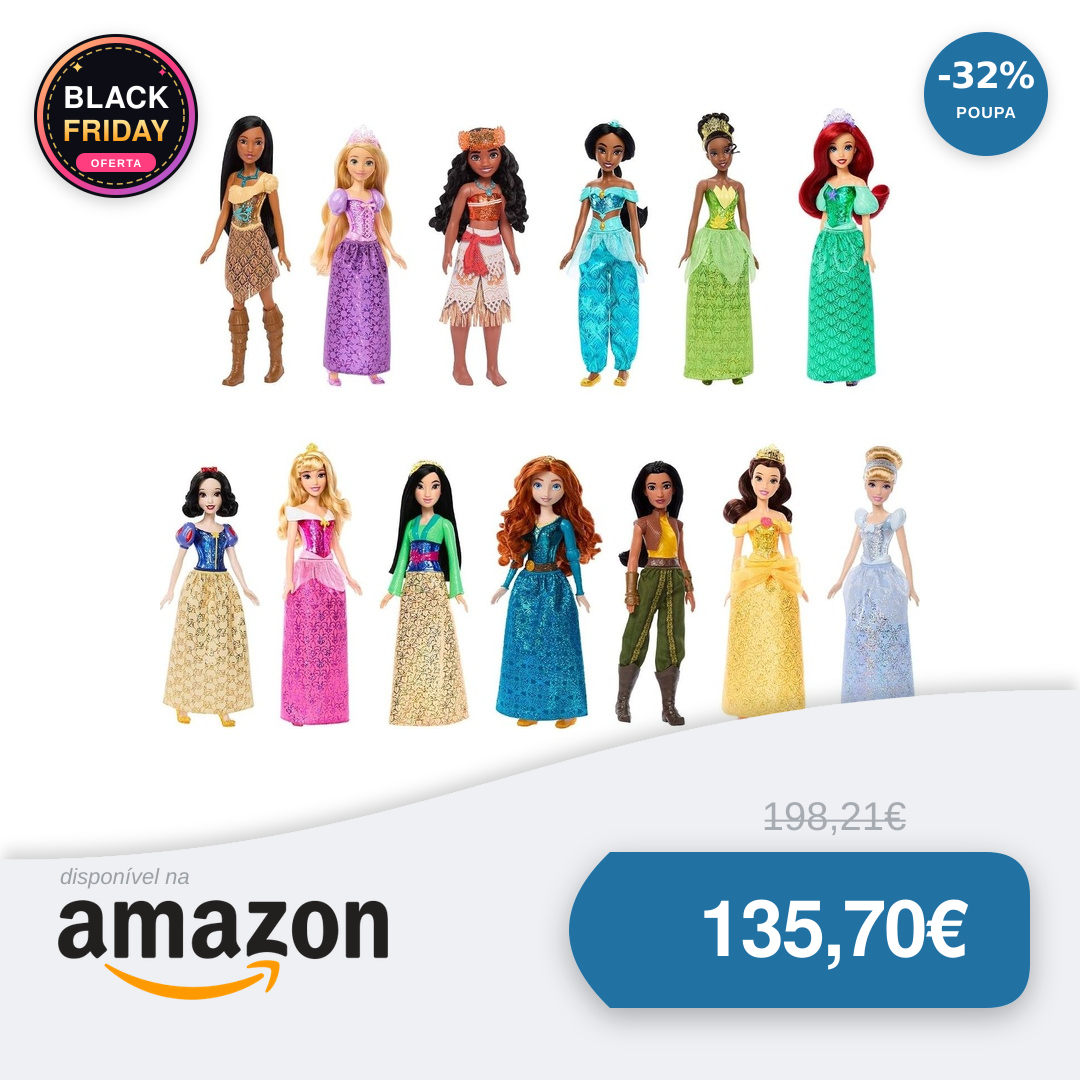 BLACK
FRIDAY
OFERTA
-32%
POUPA
198,21€
disponível na
amazon
135,70€